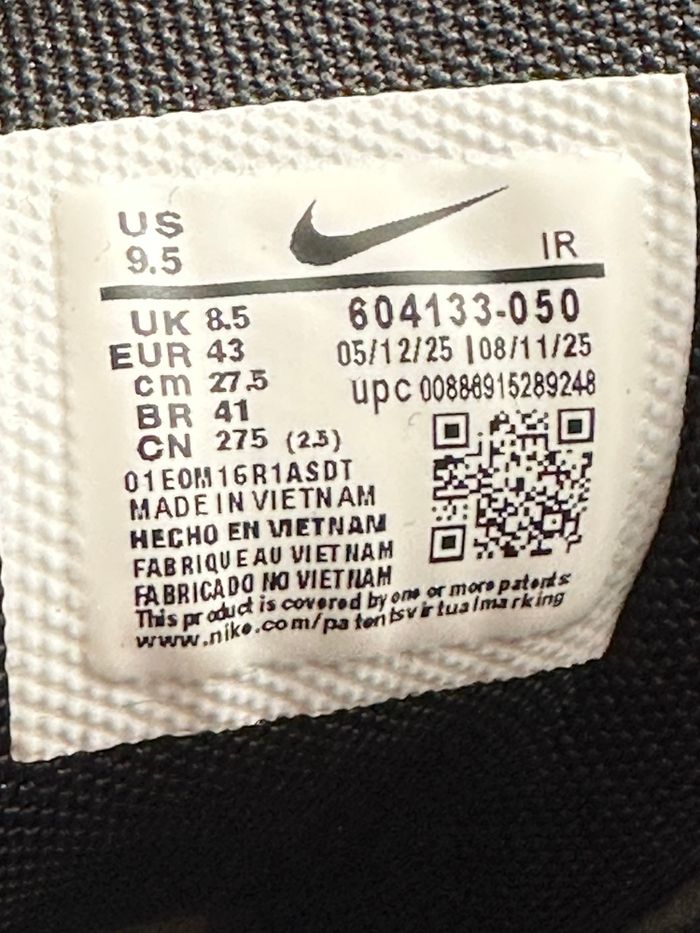 US
9.5
IR
UK 8.5
EUR 43
cm 27.5
BR 41
CN 275 (2.5)
604133-050
05/12/25 | 08/11/25
upc 00888915289248
01E0M16R1ASDT
MADE IN VIETNAM
HECHO EN VIETNAM
FABRIQUE AU VIETNAM
FABRICADO NO VIETNAM
This product is covered by one or more patents:
www.nike.com/patentsvirtualmarking